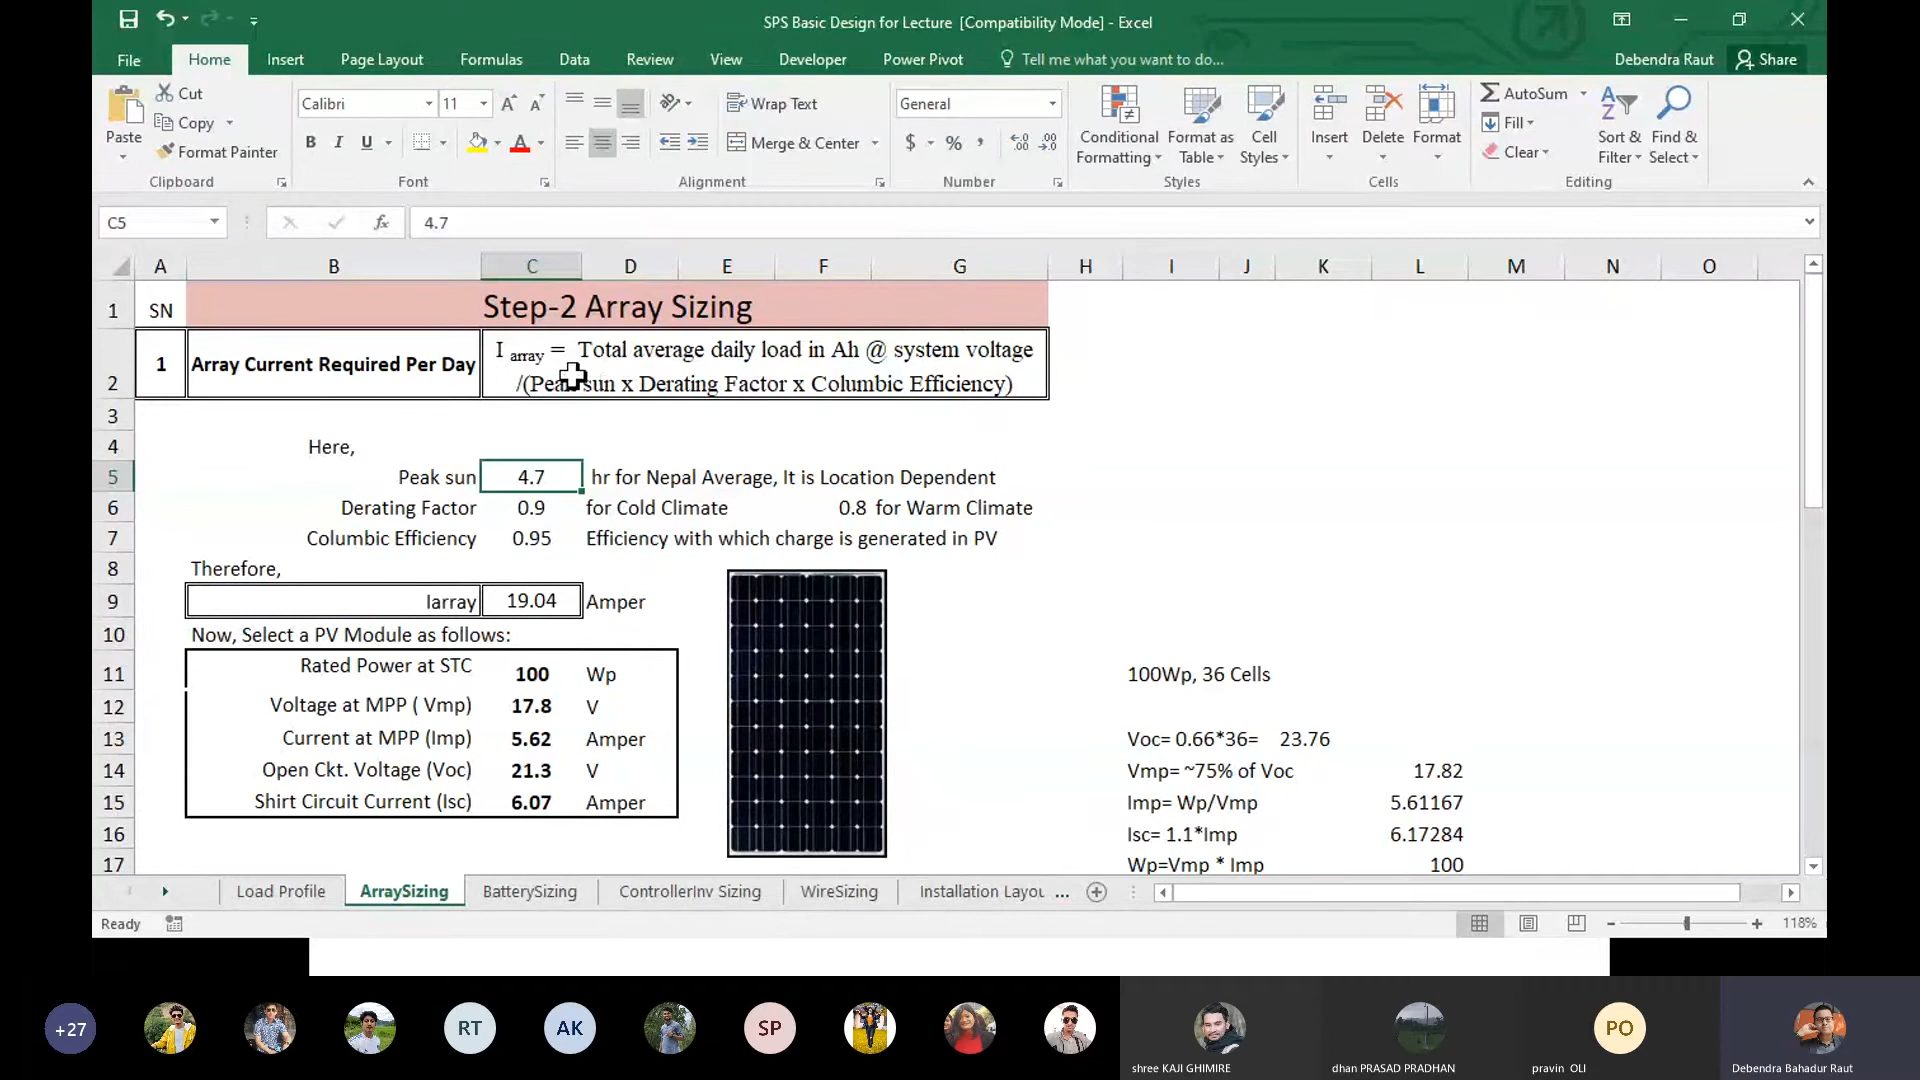 SPS Basic Design for Lecture [Compatibility Mode] - Excel
File Home Insert Page Layout Formulas Data Review View Developer Power Pivot Tell me what you want to do... Debendra Raut Share
Paste
Cut
Copy
Format Painter
Clipboard
Calibri 11
B I U
Font
Wrap Text
Merge & Center
Alignment
General
$ % ,
Number
Conditional Formatting
Format as Table
Cell Styles
Styles
Insert Delete Format
Cells
AutoSum
Fill
Clear
Sort & Filter
Find & Select
Editing
C5 fx 4.7
A B C D E F G H I J K L M N O
1 SN Step-2 Array Sizing
2 1 Array Current Required Per Day I array = Total average daily load in Ah @ system voltage
/(Peak sun x Derating Factor x Columbic Efficiency)
3
4 Here,
5 Peak sun 4.7 hr for Nepal Average, It is Location Dependent
6 Derating Factor 0.9 for Cold Climate 0.8 for Warm Climate
7 Columbic Efficiency 0.95 Efficiency with which charge is generated in PV
8 Therefore,
9 Iarray 19.04 Amper
10 Now, Select a PV Module as follows:
11 Rated Power at STC 100 Wp 100Wp, 36 Cells
12 Voltage at MPP ( Vmp) 17.8 V
13 Current at MPP (Imp) 5.62 Amper Voc= 0.66*36= 23.76
14 Open Ckt. Voltage (Voc) 21.3 V Vmp= ~75% of Voc 17.82
15 Shirt Circuit Current (Isc) 6.07 Amper Imp= Wp/Vmp 5.61167
16 Isc= 1.1*Imp 6.17284
17 Wp=Vmp * Imp 100
Load Profile ArraySizing BatterySizing ControllerInv Sizing WireSizing Installation Layou ...
Ready 118%
+27 RT AK SP PO
shree KAJI GHIMIRE dhan PRASAD PRADHAN pravin OLI Debendra Bahadur Raut